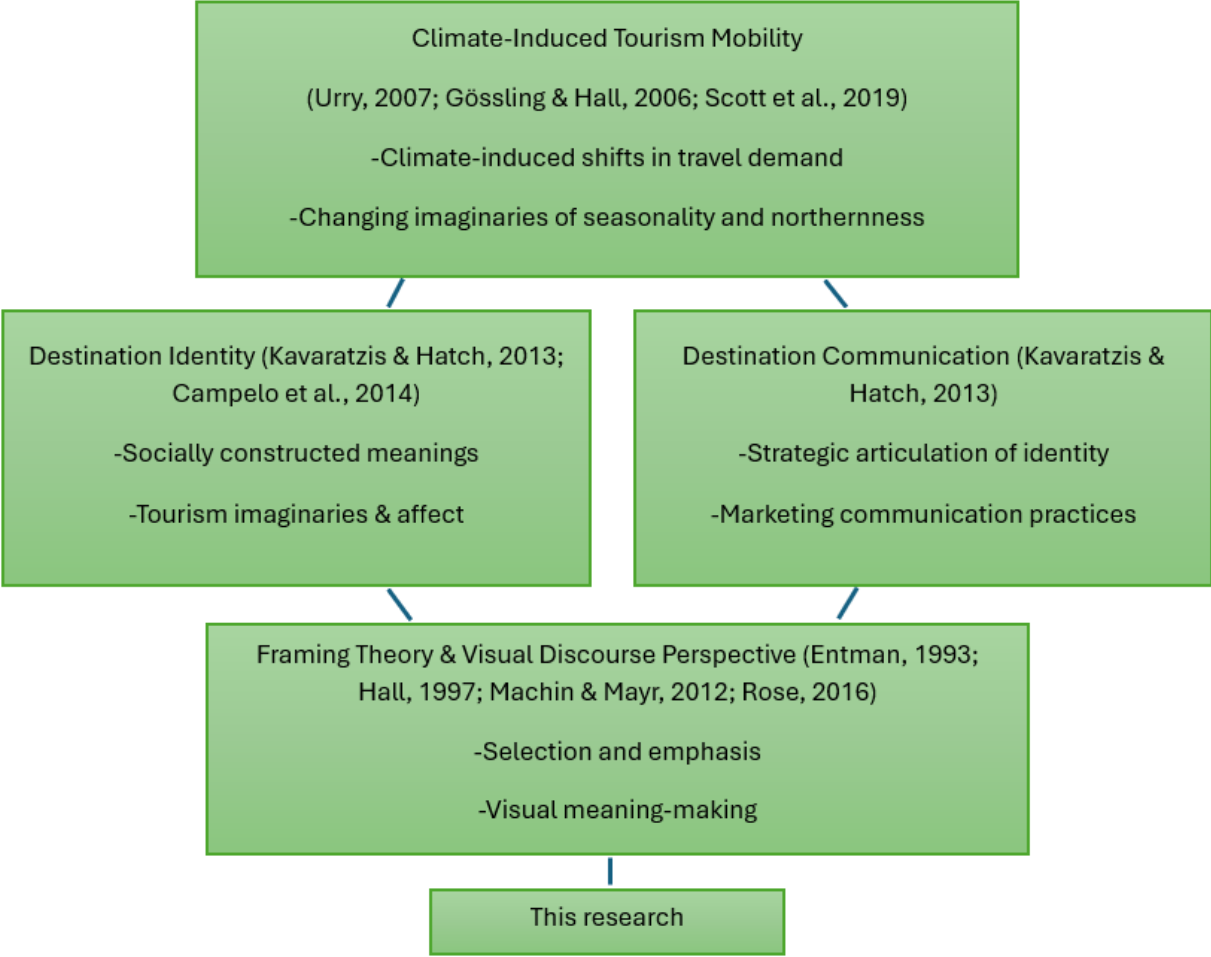 Climate-Induced Tourism Mobility
(Urry, 2007; Gössling & Hall, 2006; Scott et al., 2019)
-Climate-induced shifts in travel demand
-Changing imaginaries of seasonality and northernness
Destination Identity (Kavaratzis & Hatch, 2013;
Campelo et al., 2014)
-Socially constructed meanings
-Tourism imaginaries & affect
Destination Communication (Kavaratzis &
Hatch, 2013)
-Strategic articulation of identity
-Marketing communication practices
Framing Theory & Visual Discourse Perspective (Entman, 1993;
Hall, 1997; Machin & Mayr, 2012; Rose, 2016)
-Selection and emphasis
-Visual meaning-making
This research